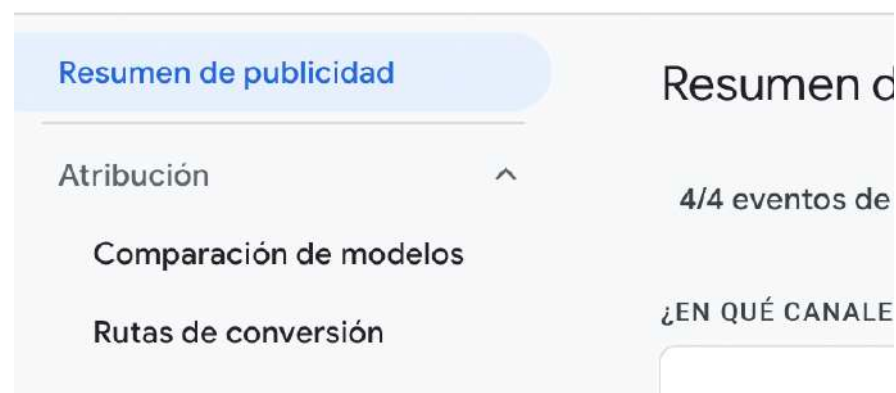 Resumen de publicidad
Atribución
Comparación de modelos
Rutas de conversión
Resumen d
4/4 eventos de
¿EN QUÉ CANALE